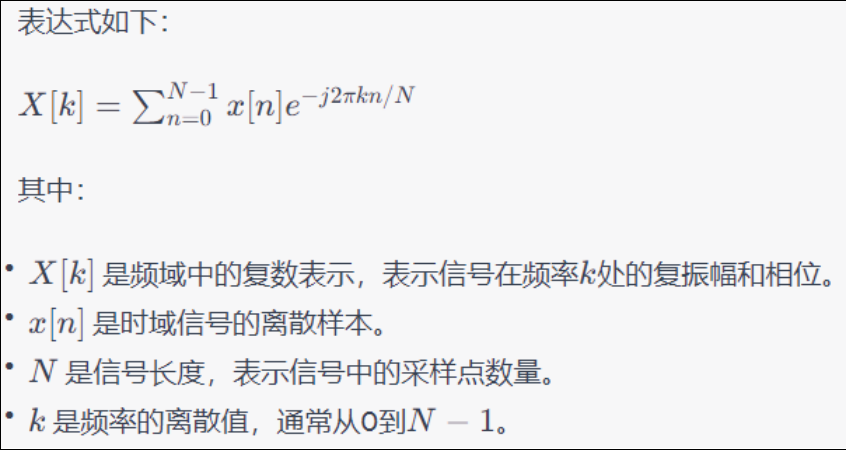 表达式如下：
$X[k] = \sum_{n=0}^{N-1} x[n]e^{-j2\pi kn/N}$
其中：
• $X[k]$ 是频域中的复数表示，表示信号在频率$k$处的复振幅和相位。
• $x[n]$ 是时域信号的离散样本。
• $N$ 是信号长度，表示信号中的采样点数量。
• $k$ 是频率的离散值，通常从0到$N-1$。